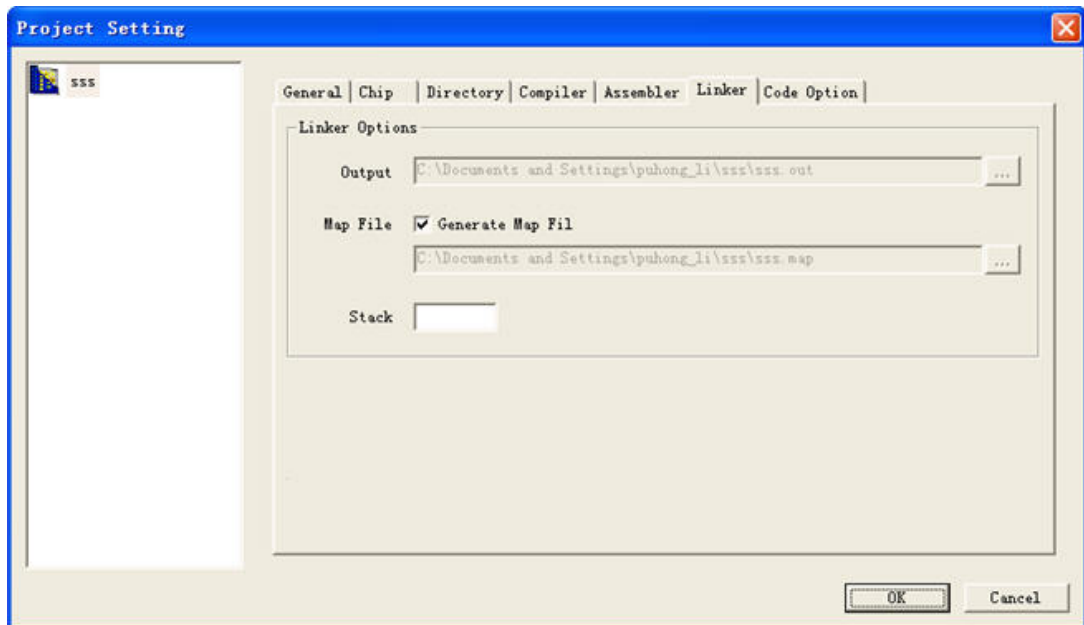 Project Setting
sss
General Chip Directory Compiler Assembler Linker Code Option
Linker Options
Output C:\Documents and Settings\puhong_li\sss\sss.out ...
Map File Generate Map Fil
C:\Documents and Settings\puhong_li\sss\sss.map ...
Stack
OK Cancel